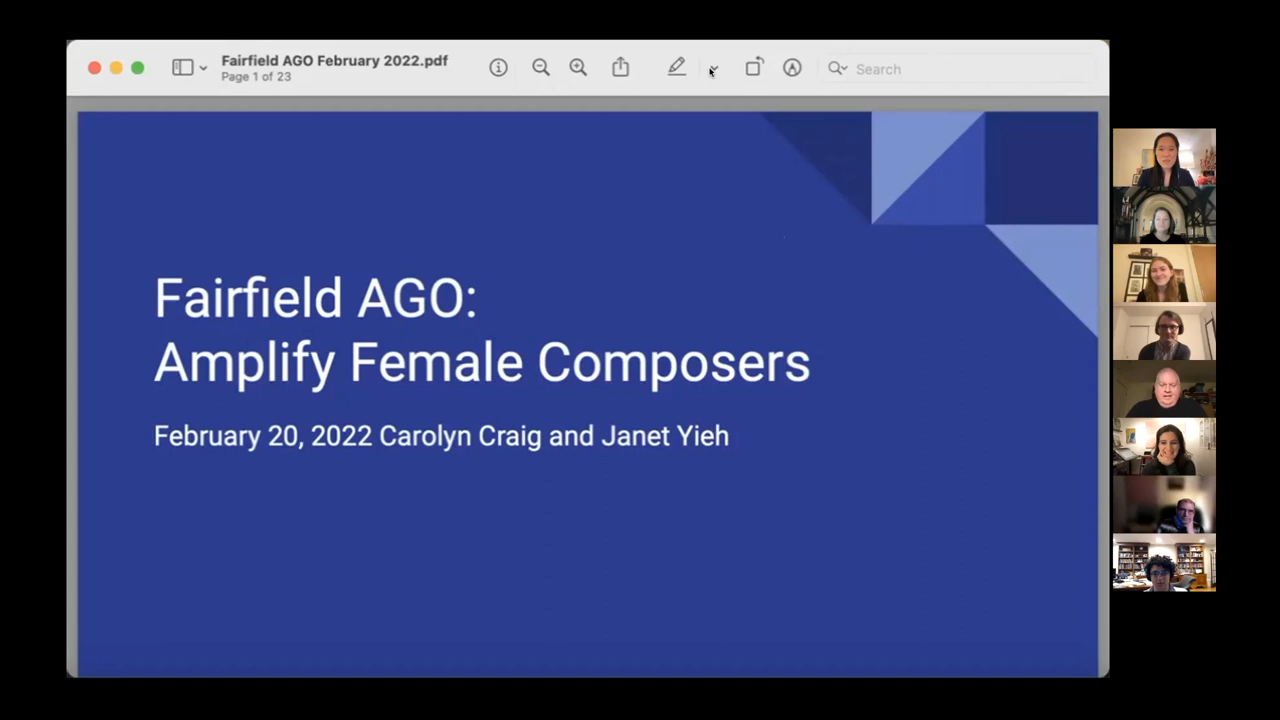 Fairfield AGO February 2022.pdf
Page 1 of 23
Search
Fairfield AGO:
Amplify Female Composers
February 20, 2022 Carolyn Craig and Janet Yieh